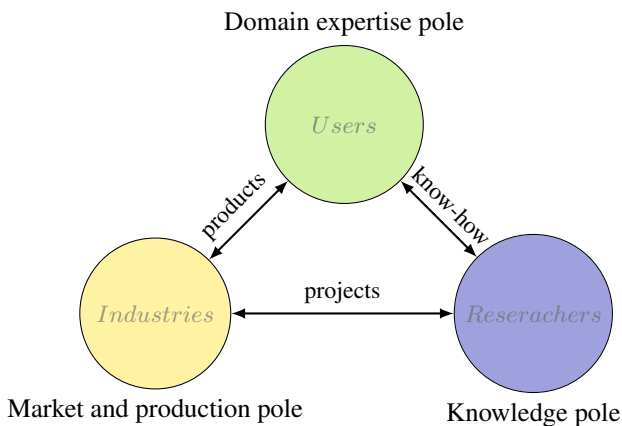 Domain expertise pole
Users
products
know-how
projects
Industries
Reserachers
Market and production pole
Knowledge pole